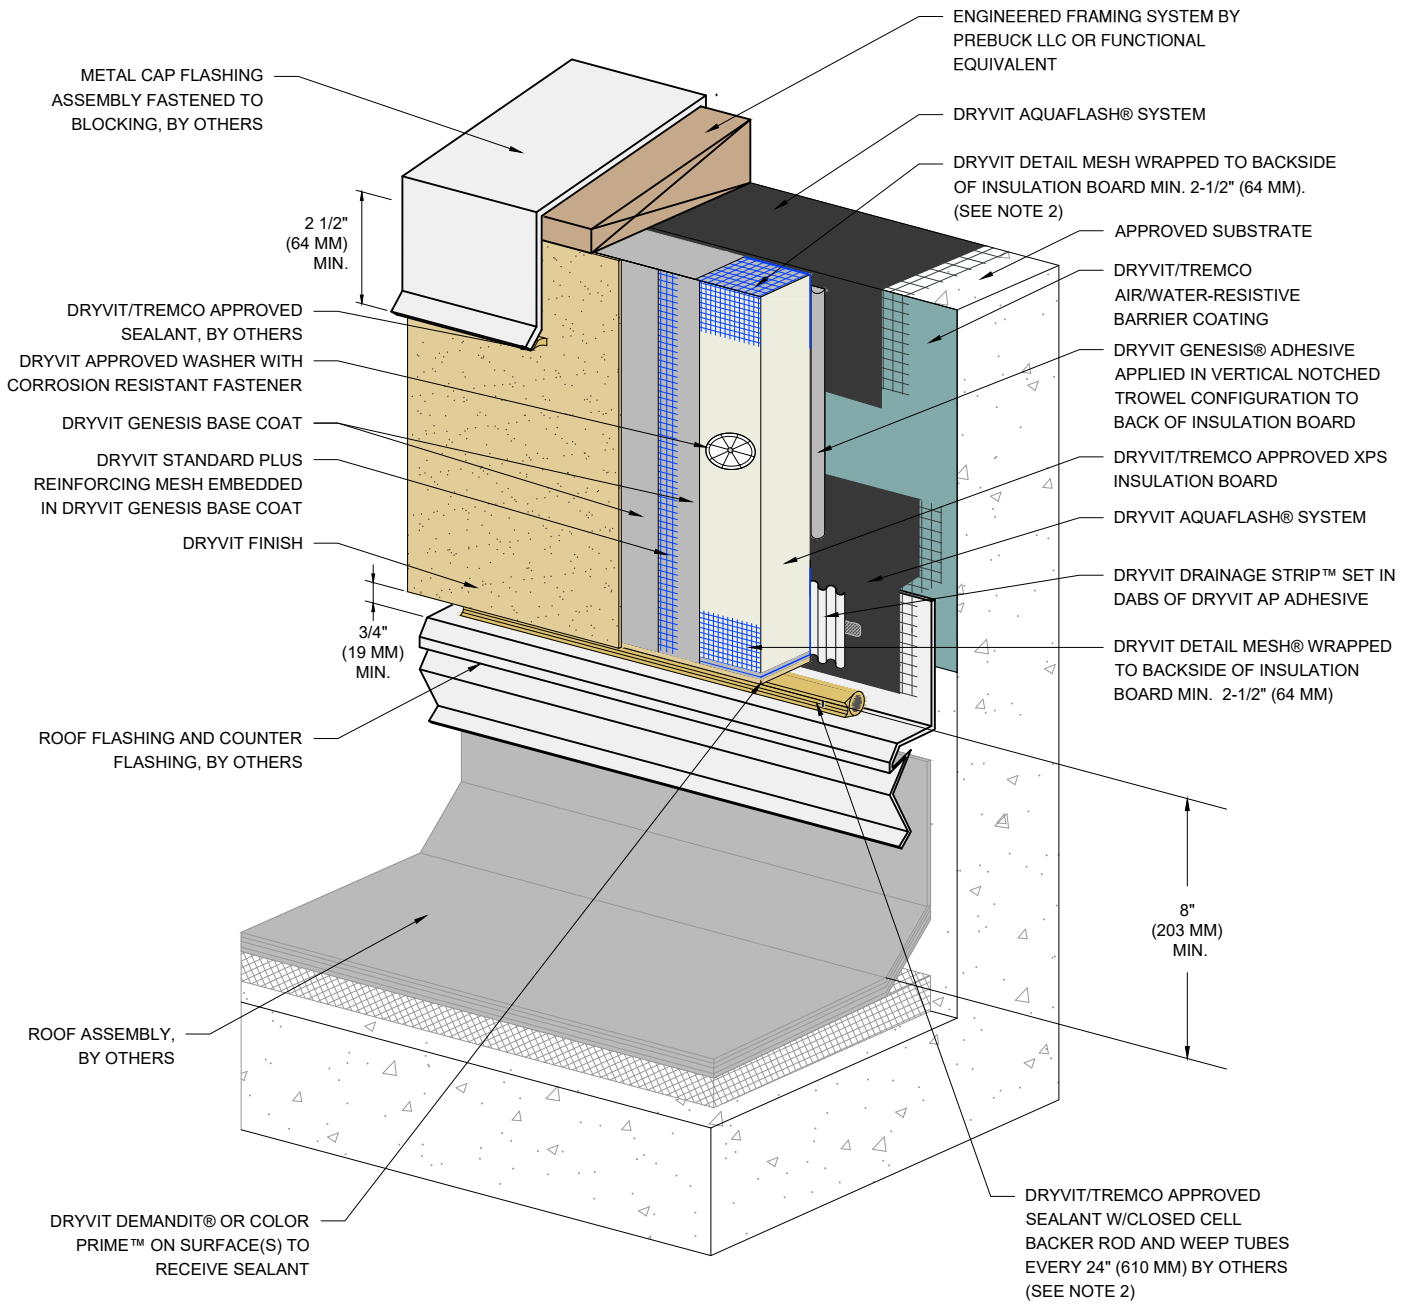 METAL CAP FLASHING
ASSEMBLY FASTENED TO
BLOCKING, BY OTHERS
2 1/2"
(64 MM)
MIN.
DRYVIT/TREMCO APPROVED
SEALANT, BY OTHERS
DRYVIT APPROVED WASHER WITH
CORROSION RESISTANT FASTENER
DRYVIT GENESIS BASE COAT
DRYVIT STANDARD PLUS
REINFORCING MESH EMBEDDED
IN DRYVIT GENESIS BASE COAT
DRYVIT FINISH
3/4"
(19 MM)
MIN.
ROOF FLASHING AND COUNTER
FLASHING, BY OTHERS
ROOF ASSEMBLY,
BY OTHERS
DRYVIT DEMANDIT® OR COLOR
PRIME™ ON SURFACE(S) TO
RECEIVE SEALANT
ENGINEERED FRAMING SYSTEM BY
PREBUCK LLC OR FUNCTIONAL
EQUIVALENT
DRYVIT AQUAFLASH® SYSTEM
DRYVIT DETAIL MESH WRAPPED TO BACKSIDE
OF INSULATION BOARD MIN. 2-1/2" (64 MM).
(SEE NOTE 2)
APPROVED SUBSTRATE
DRYVIT/TREMCO
AIR/WATER-RESISTIVE
BARRIER COATING
DRYVIT GENESIS® ADHESIVE
APPLIED IN VERTICAL NOTCHED
TROWEL CONFIGURATION TO
BACK OF INSULATION BOARD
DRYVIT/TREMCO APPROVED XPS
INSULATION BOARD
DRYVIT AQUAFLASH® SYSTEM
DRYVIT DRAINAGE STRIP™ SET IN
DABS OF DRYVIT AP ADHESIVE
DRYVIT DETAIL MESH® WRAPPED
TO BACKSIDE OF INSULATION
BOARD MIN. 2-1/2" (64 MM)
8"
(203 MM)
MIN.
DRYVIT/TREMCO APPROVED
SEALANT W/CLOSED CELL
BACKER ROD AND WEEP TUBES
EVERY 24" (610 MM) BY OTHERS
(SEE NOTE 2)